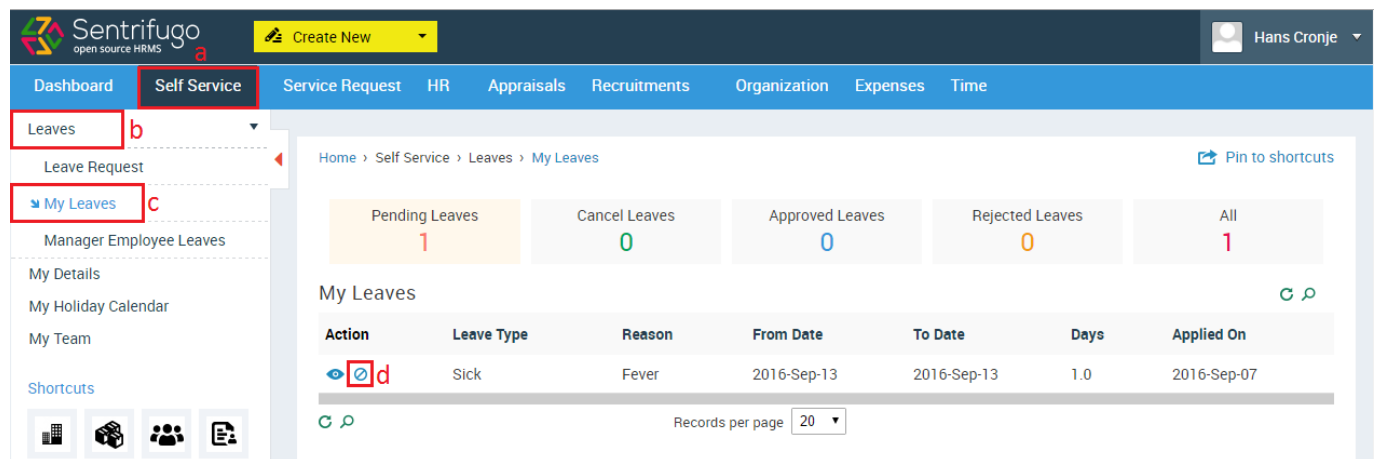 Sentrifugo
open source HRMS
a
Create New
Hans Cronje
Dashboard Self Service Service Request HR Appraisals Recruitments Organization Expenses Time
Leaves b
Leave Request
My Leaves c
Manager Employee Leaves
My Details
My Holiday Calendar
My Team
Shortcuts
Home › Self Service › Leaves › My Leaves Pin to shortcuts
Pending Leaves Cancel Leaves Approved Leaves Rejected Leaves All
1 0 0 0 1
My Leaves
Action Leave Type Reason From Date To Date Days Applied On
d Sick Fever 2016-Sep-13 2016-Sep-13 1.0 2016-Sep-07
Records per page 20